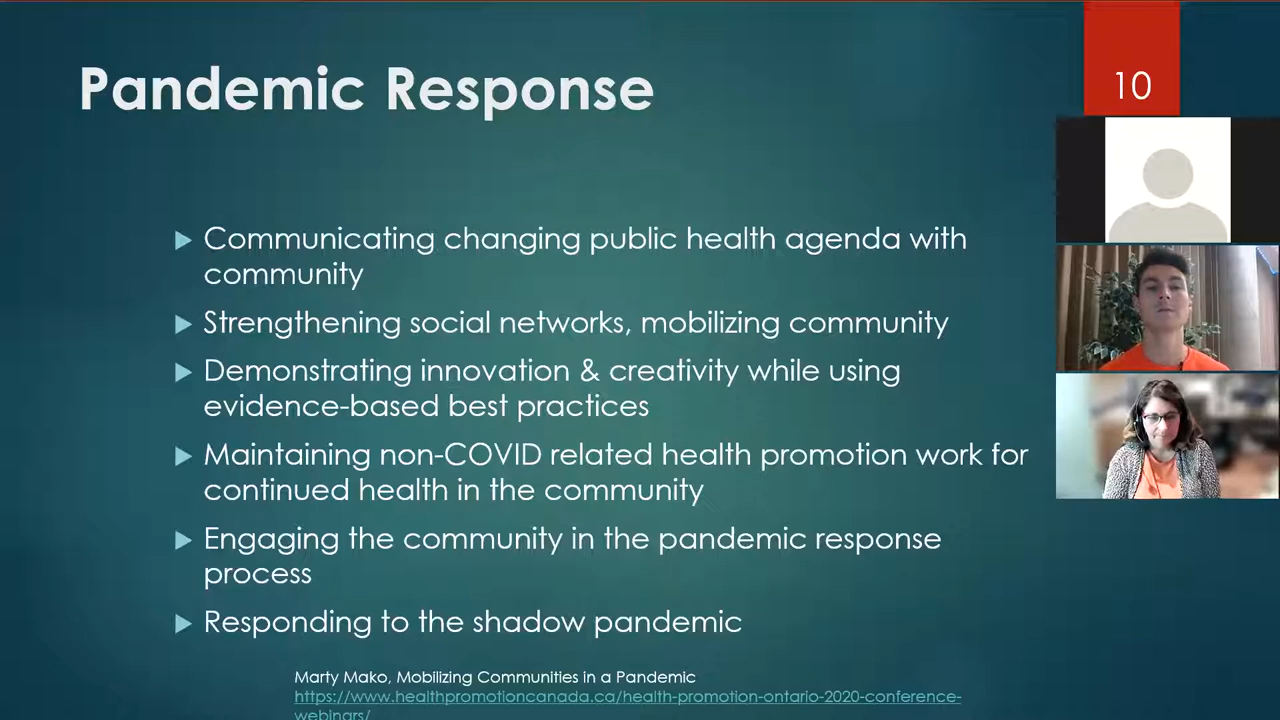 Pandemic Response
10
Communicating changing public health agenda with
community
Strengthening social networks, mobilizing community
Demonstrating innovation & creativity while using
evidence-based best practices
Maintaining non-COVID related health promotion work for
continued health in the community
Engaging the community in the pandemic response
process
Responding to the shadow pandemic
Marty Mako, Mobilizing Communities in a Pandemic
https://www.healthpromotioncanada.ca/health-promotion-ontario-2020-conference-
webinars/